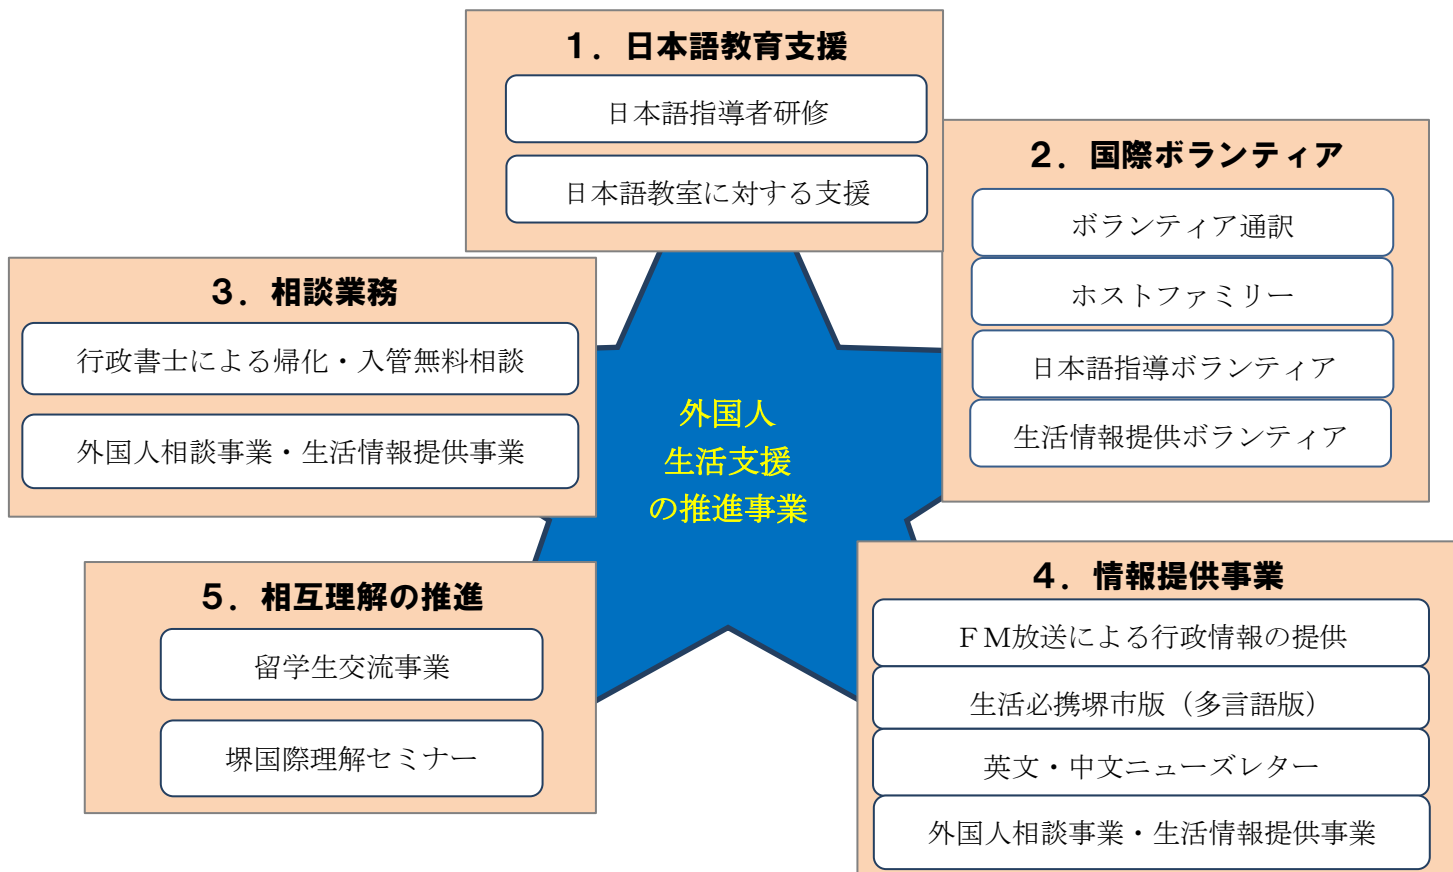 １．日本語教育支援
日本語指導者研修
日本語教室に対する支援
２．国際ボランティア
ボランティア通訳
ホストファミリー
日本語指導ボランティア
生活情報提供ボランティア
３．相談業務
行政書士による帰化・入管無料相談
外国人相談事業・生活情報提供事業
外国人
生活支援
の推進事業
４．情報提供事業
ＦＭ放送による行政情報の提供
生活必携堺市版（多言語版）
英文・中文ニューズレター
外国人相談事業・生活情報提供事業
５．相互理解の推進
留学生交流事業
堺国際理解セミナー